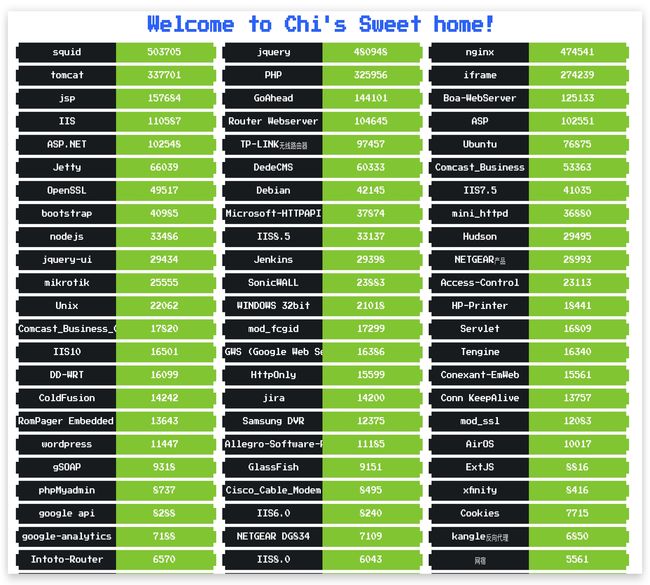 Welcome to Chi's Sweet home!
squid 503705 jquery 480948 nginx 474541
tomcat 337701 PHP 325956 iframe 274239
jsp 157684 GoAhead 144101 Boa-WebServer 125133
IIS 110587 Router Webserver 104645 ASP 102551
ASP.NET 102548 TP-LINK无线路由器 97457 Ubuntu 76875
Jetty 66039 DedeCMS 60333 Comcast_Business 53363
OpenSSL 49517 Debian 42145 IIS7.5 41035
bootstrap 40985 Microsoft-HTTPAPI 37874 mini_httpd 36880
nodejs 33486 IIS8.5 33137 Hudson 29495
jquery-ui 29434 Jenkins 29398 NETGEAR产品 28993
mikrotik 25555 SonicWALL 23883 Access-Control 23113
Unix 22062 WINDOWS 32bit 21018 HP-Printer 18441
Comcast_Business_ 17820 mod_fcgid 17299 Servlet 16809
IIS10 16501 GWS (Google Web Se 16386 Tengine 16340
DD-WRT 16099 HttpOnly 15599 Conexant-EmWeb 15561
ColdFusion 14242 jira 14200 Conn KeepAlive 13757
RomPager Embedded 13643 Samsung DVR 12375 mod_ssl 12083
wordpress 11447 Allegro-Software- 11185 AirOS 10017
gSOAP 9318 GlassFish 9151 ExtJS 8816
phpMyadmin 8737 Cisco_Cable_Modem 8495 xfinity 8416
google api 8288 IIS6.0 8240 Cookies 7715
google-analytics 7188 NETGEAR DG834 7109 kangle反向代理 6850
Intoto-Router 6570 IIS8.0 6043 网宿 5561